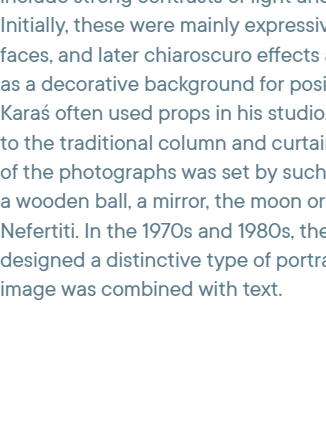 include strong contrasts of light and
Initially, these were mainly expressiv
faces, and later chiaroscuro effects
as a decorative background for posi
Karaś often used props in his studio
to the traditional column and curtai
of the photographs was set by such
a wooden ball, a mirror, the moon or
Nefertiti. In the 1970s and 1980s, the
designed a distinctive type of portra
image was combined with text.